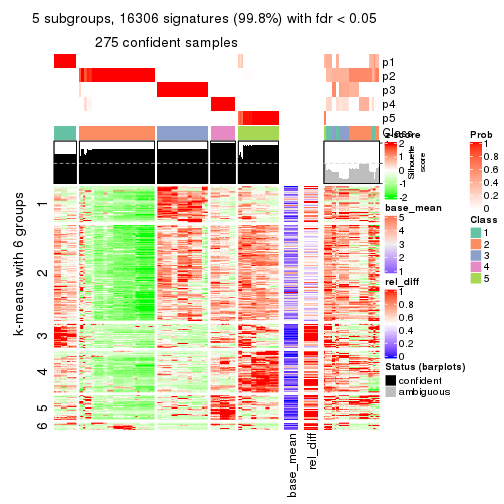 5 subgroups, 16306 signatures (99.8%) with fdr < 0.05
275 confident samples
p1
p2
p3
p4
p5
Class
z-score
2
1
0
-1
-2
Silhouette
score
Prob
1
0.8
0.6
0.4
0.2
0
base_mean
5
4
3
2
1
Class
1
2
3
4
5
rel_diff
1
0.8
0.6
0.4
0.2
0
Status (barplots)
confident
ambiguous
k-means with 6 groups
1
2
3
4
5
6
base_mean
rel_diff